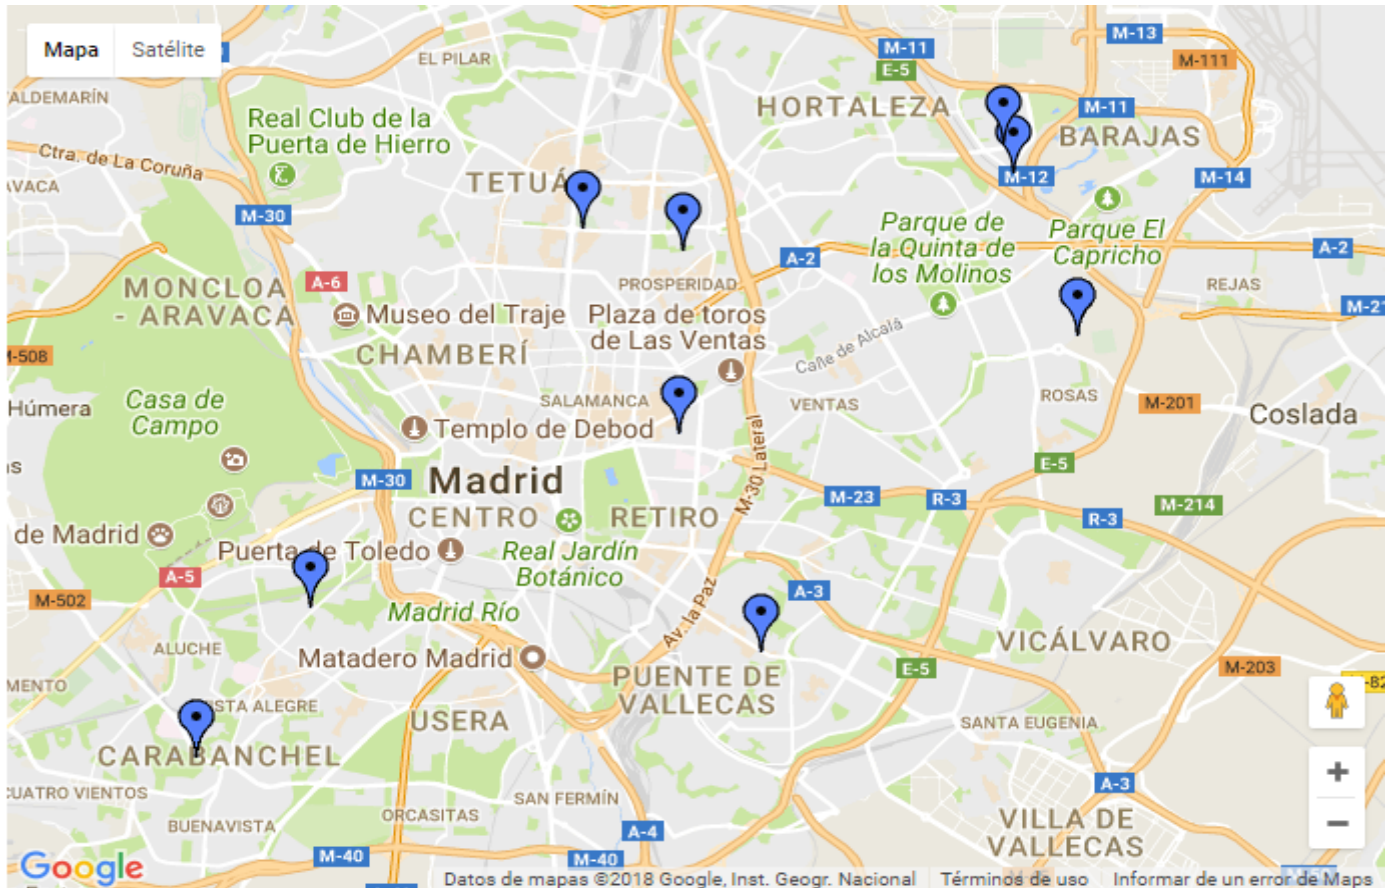 Mapa Satélite
M-11
M-13
EL PILAR
E-5
M-111
ALDEMARÍN
HORTALEZA
M-11
Real Club de la
Puerta de Hierro
BARAJAS
Ctra. de La Coruña
TETUÁ
M-12
M-14
M-30
Parque de
la Quinta de
los Molinos
Parque El
Capricho
A-2
A-2
A-6
PROSPERIDAD
REJAS
MONCLOA
- ARAVACA
Museo del Traje
Plaza de toros
de Las Ventas
M-21
M-508
CHAMBERÍ
Calle de Alcalá
Húmera
Casa de
Campo
SALAMANCA
VENTAS
ROSAS
M-201
Coslada
Templo de Debod
M-30 Lateral
M-30
Madrid
E-5
M-23
R-3
M-214
CENTRO
RETIRO
R-3
de Madrid
Puerta de Toledo
Real Jardín
Botánico
A-5
M-502
A-3
Madrid Río
Av. la Paz
ALUCHE
Matadero Madrid
VICÁLVARO
E-5
M-203
PUENTE DE
VALLECAS
STA ALEGRE
USERA
SANTA EUGENIA
CARABANCHEL
CUATRO VIENTOS
SAN FERMÍN
A-3
BUENAVISTA
ORCASITAS
VILLA DE
VALLECAS
A-4
M-40
M-40
Google
Datos de mapas ©2018 Google, Inst. Geogr. Nacional Términos de uso Informar de un error de Maps